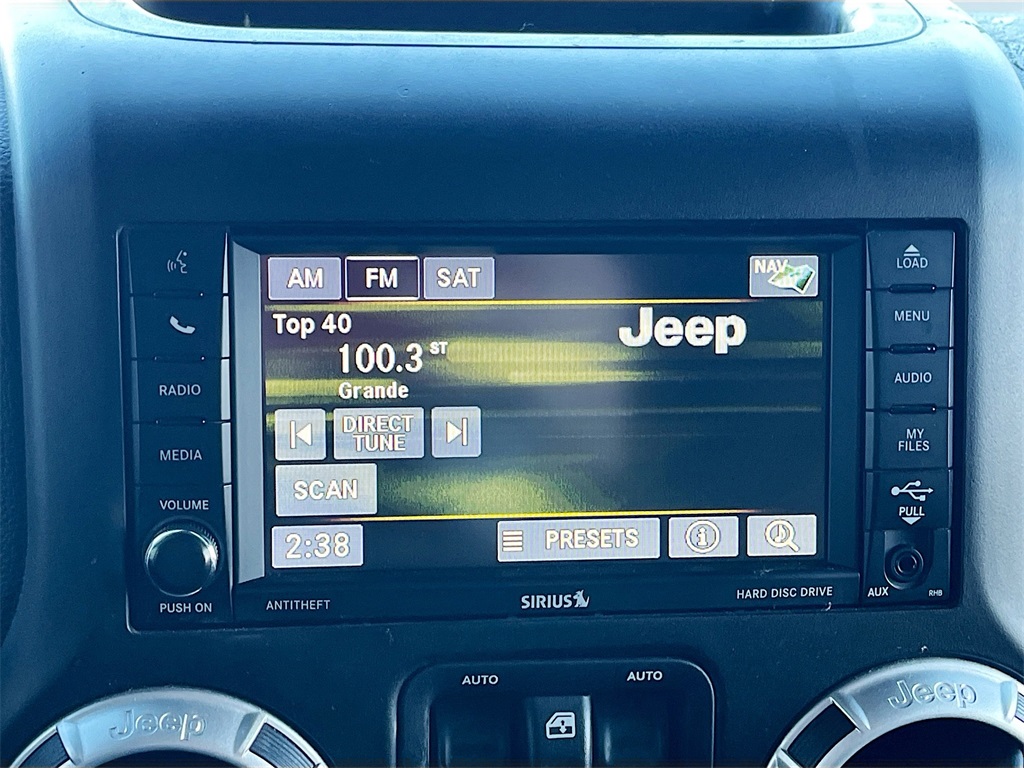 AM FM SAT NAV
Top 40
100.3 ST
Grande
Jeep
DIRECT
TUNE
SCAN
2:38
PRESETS
RADIO
MEDIA
VOLUME
PUSH ON
LOAD
MENU
AUDIO
MY
FILES
PULL
AUX
RHB
ANTITHEFT
SIRIUS
HARD DISC DRIVE
AUTO
AUTO
Jeep
Jeep